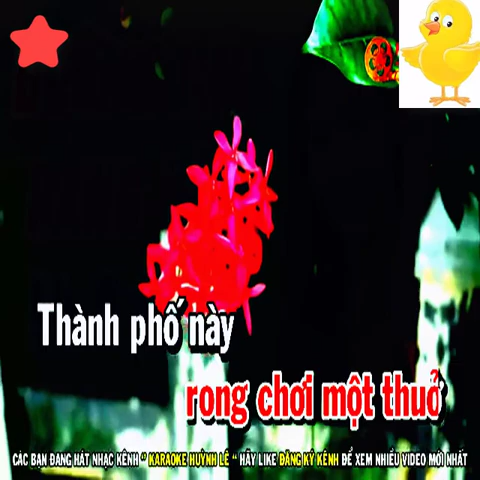 Thành phố này
rong chơi một thuở
CÁC BẠN ĐANG HÁT NHẠC KÊNH “ KARAOKE HUỲNH LÊ “ HÃY LIKE ĐĂNG KÝ KÊNH ĐỂ XEM NHIỀU VIDEO MỚI NHẤT